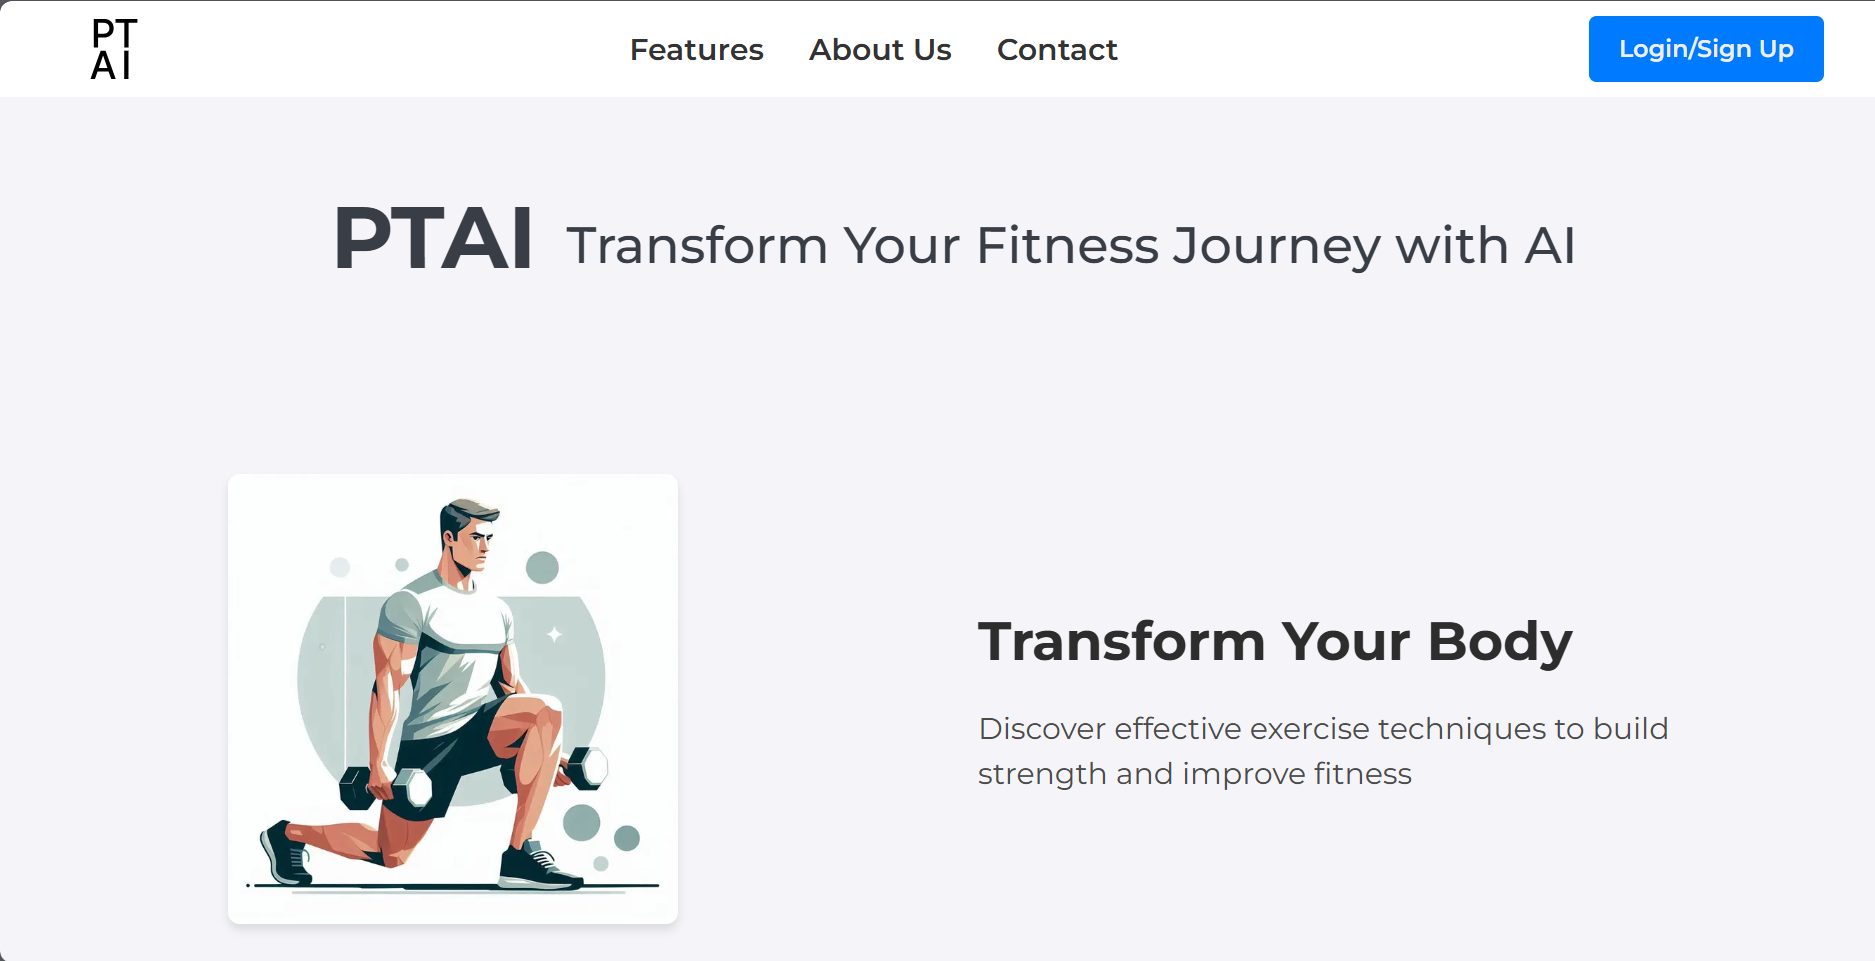 PT
AI
Features About Us Contact
Login/Sign Up
PTAI Transform Your Fitness Journey with AI
Transform Your Body
Discover effective exercise techniques to build
strength and improve fitness